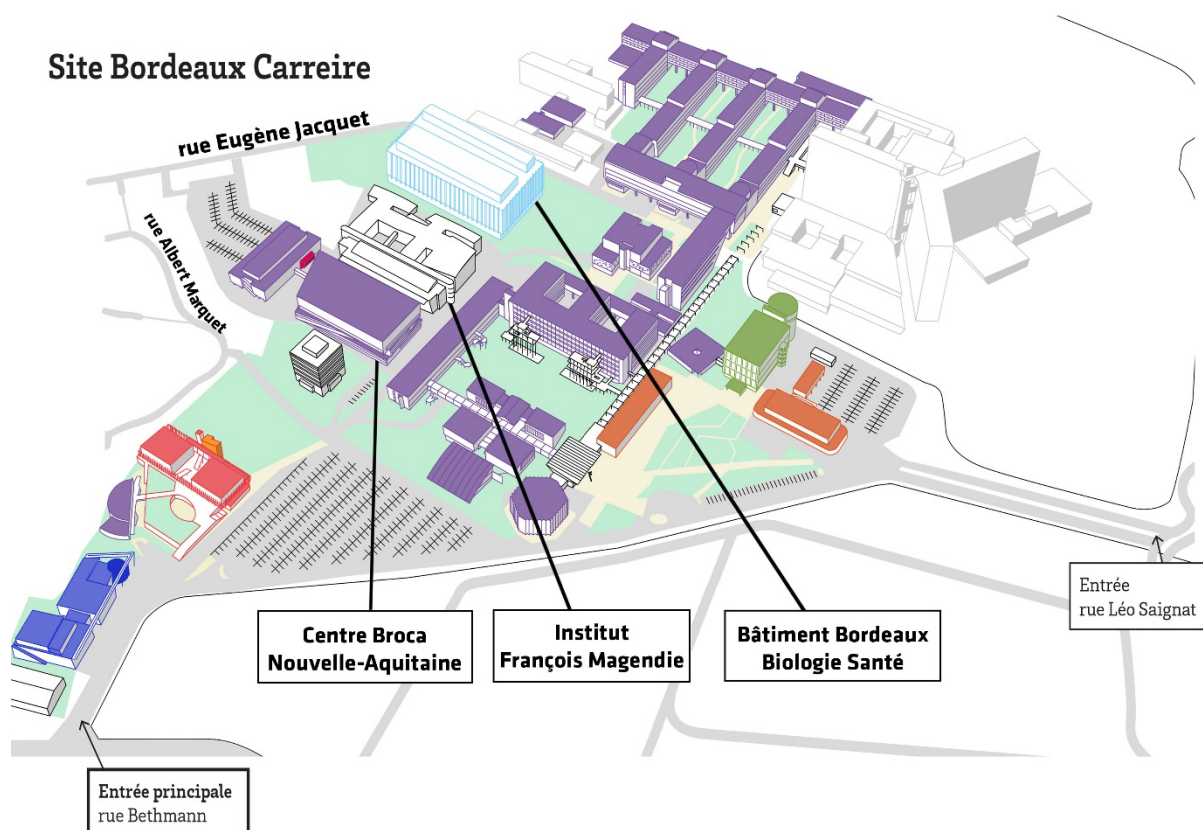 Site Bordeaux Carreire
rue Eugène Jacquet
rue Albert Marquet
Centre Broca
Nouvelle-Aquitaine
Institut
François Magendie
Bâtiment Bordeaux
Biologie Santé
Entrée
rue Léo Saignat
Entrée principale
rue Bethmann